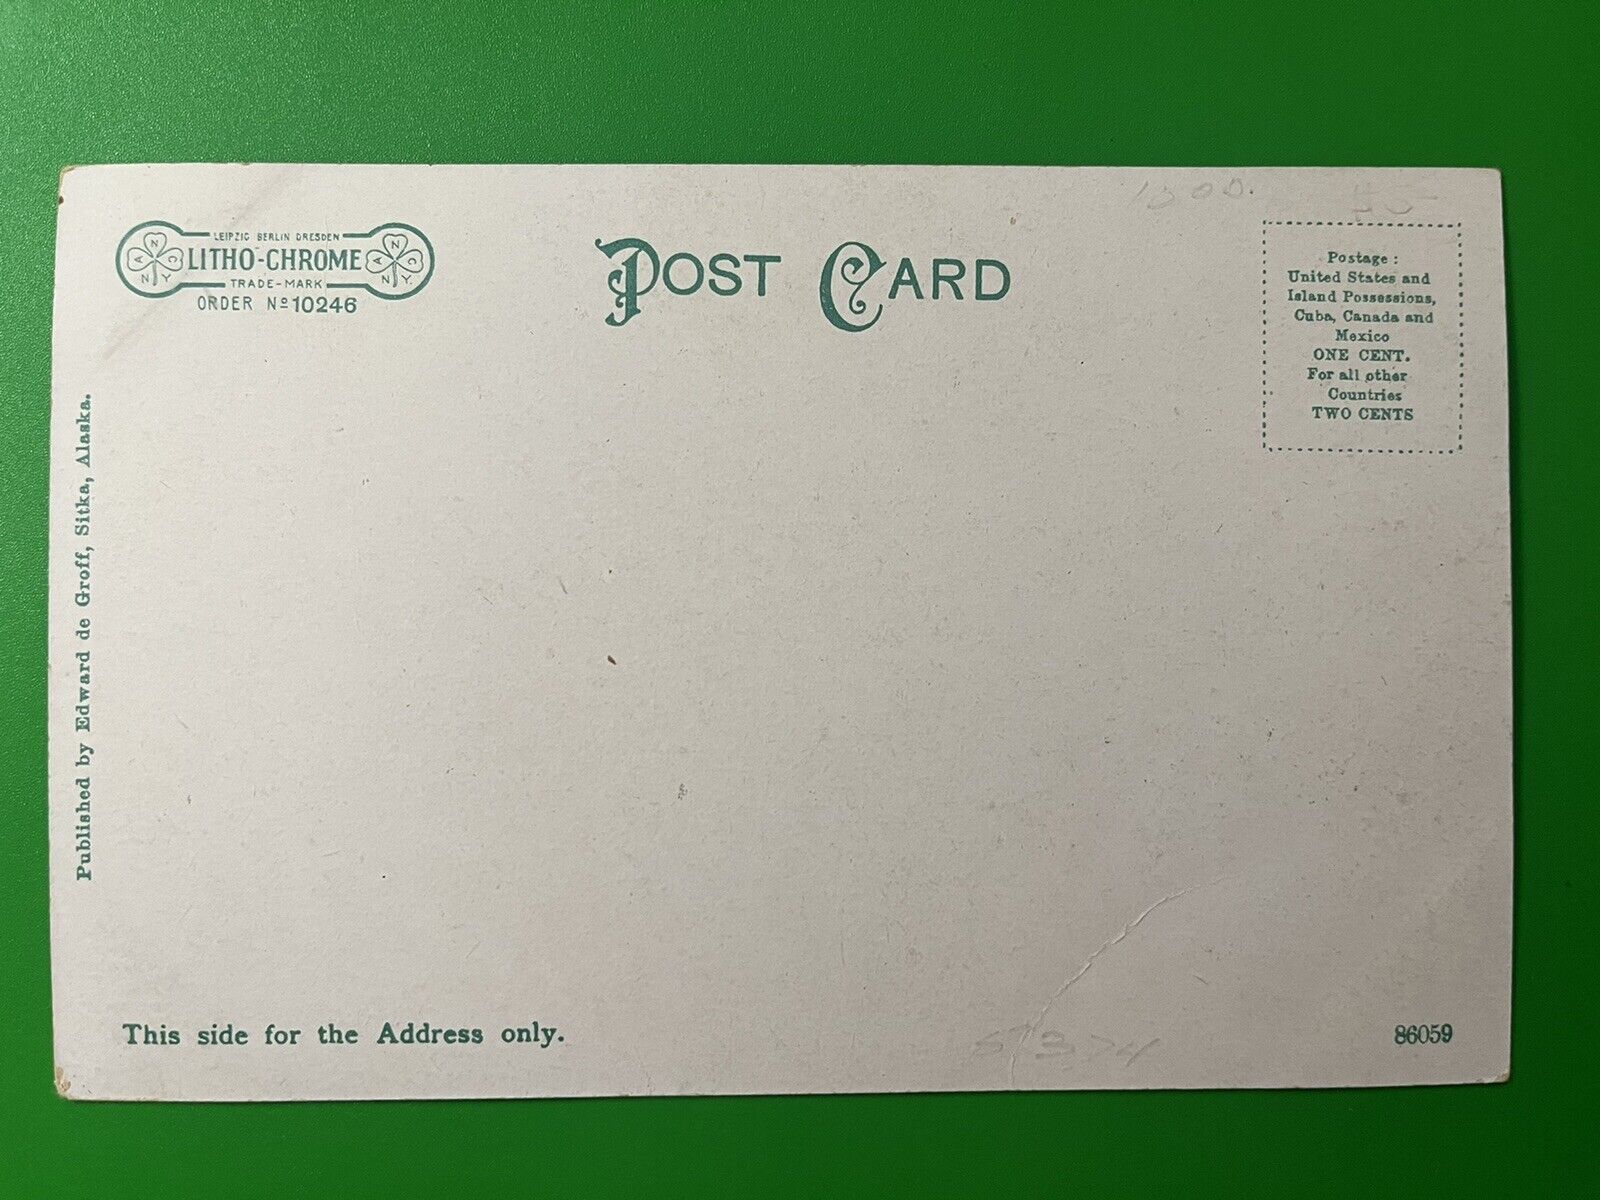 LEIPZIG BERLIN DRESDEN
LITHO-CHROME
TRADE-MARK
ORDER Nº 10246
N
A C
N Y
N
A C
N Y.
POST CARD
Postage :
United States and
Island Possessions,
Cuba, Canada and
Mexico
ONE CENT.
For all other
Countries
TWO CENTS
Published by Edward de Groff, Sitka, Alaska.
This side for the Address only.
86059